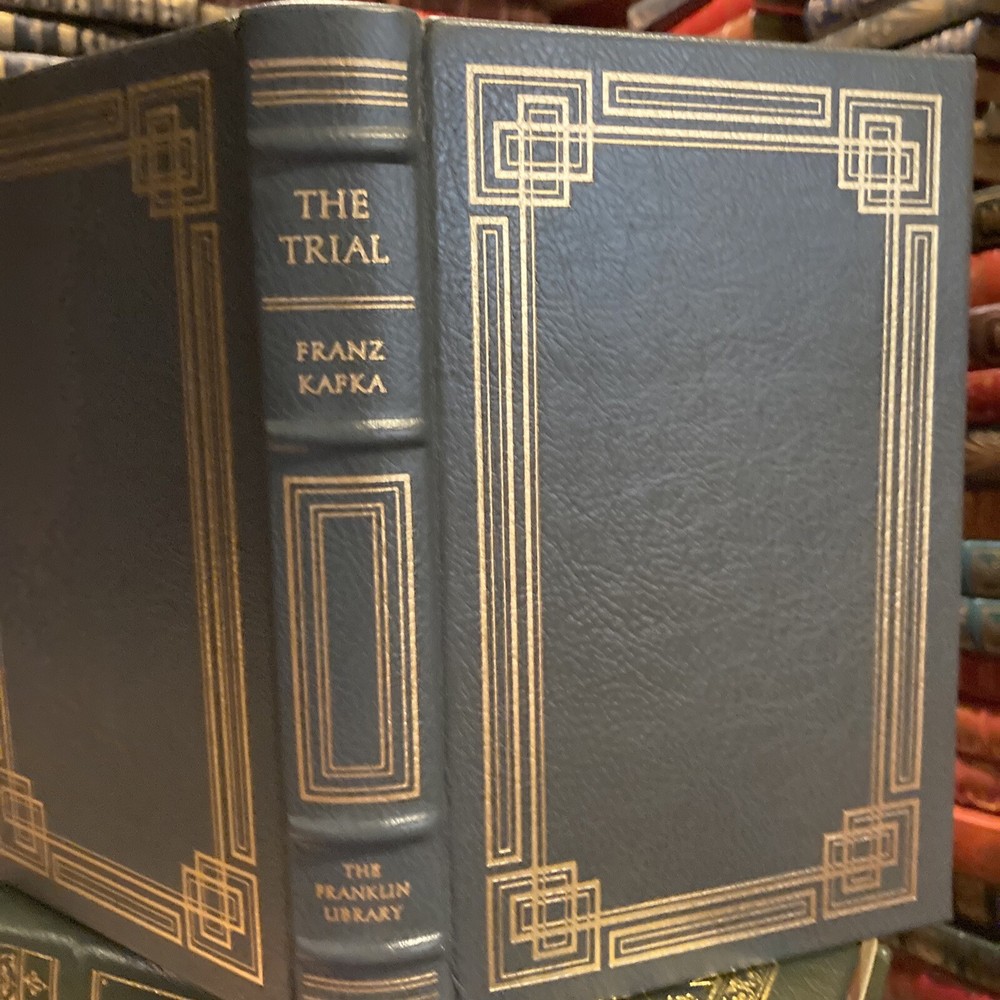 THE
TRIAL
FRANZ
KAFKA
THE
FRANKLIN
LIBRARY